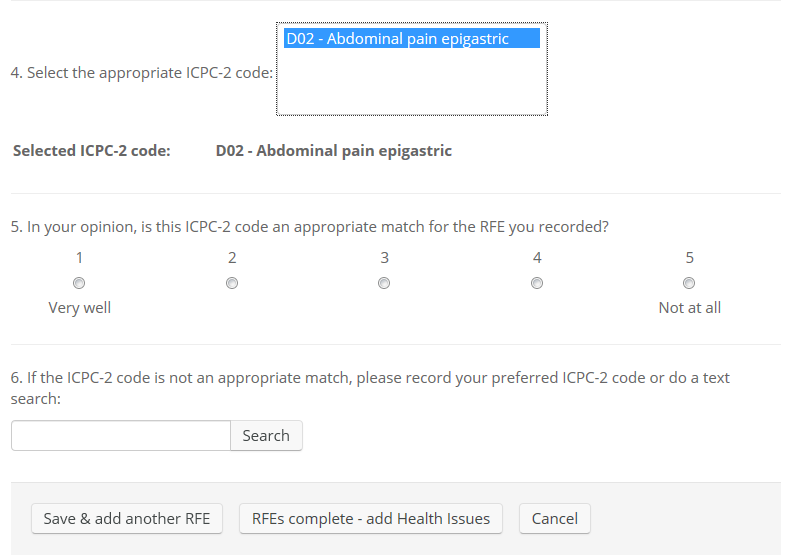 D02 - Abdominal pain epigastric
4. Select the appropriate ICPC-2 code:
Selected ICPC-2 code: D02 - Abdominal pain epigastric
5. In your opinion, is this ICPC-2 code an appropriate match for the RFE you recorded?
1 2 3 4 5
Very well Not at all
6. If the ICPC-2 code is not an appropriate match, please record your preferred ICPC-2 code or do a text
search:
Search
Save & add another RFE RFEs complete - add Health Issues Cancel